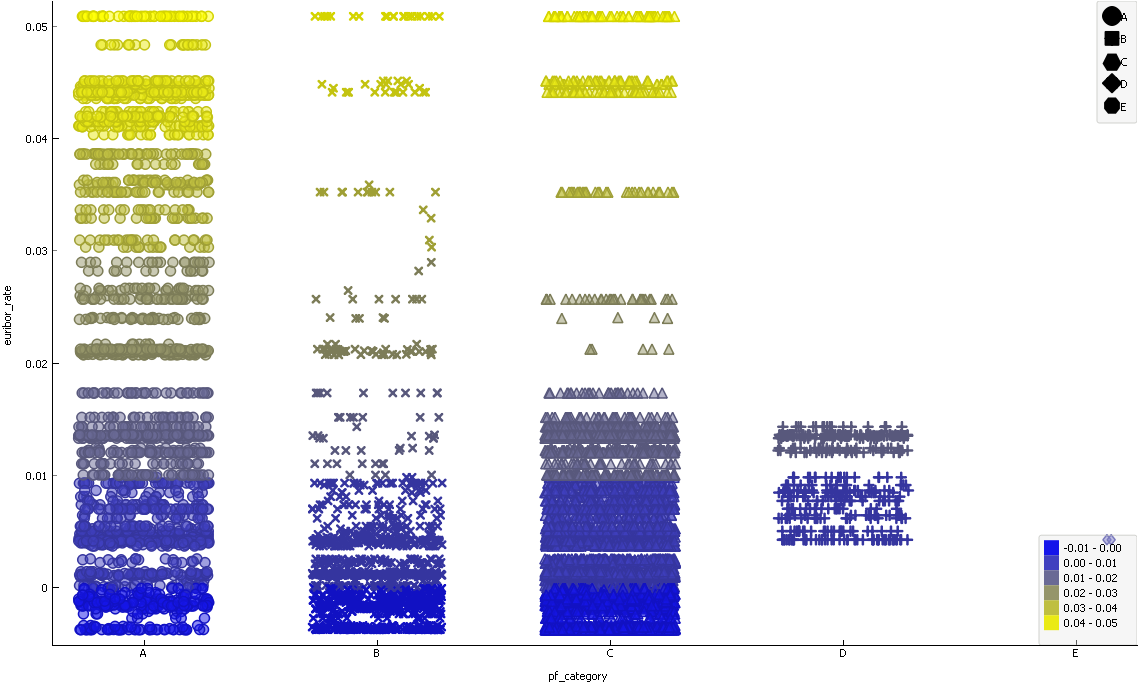 0.05
0.04
0.03
0.02
0.01
0
euribor_rate
A
B
C
D
E
pf_category
A
B
C
D
E
-0.01 - 0.00
0.00 - 0.01
0.01 - 0.02
0.02 - 0.03
0.03 - 0.04
0.04 - 0.05